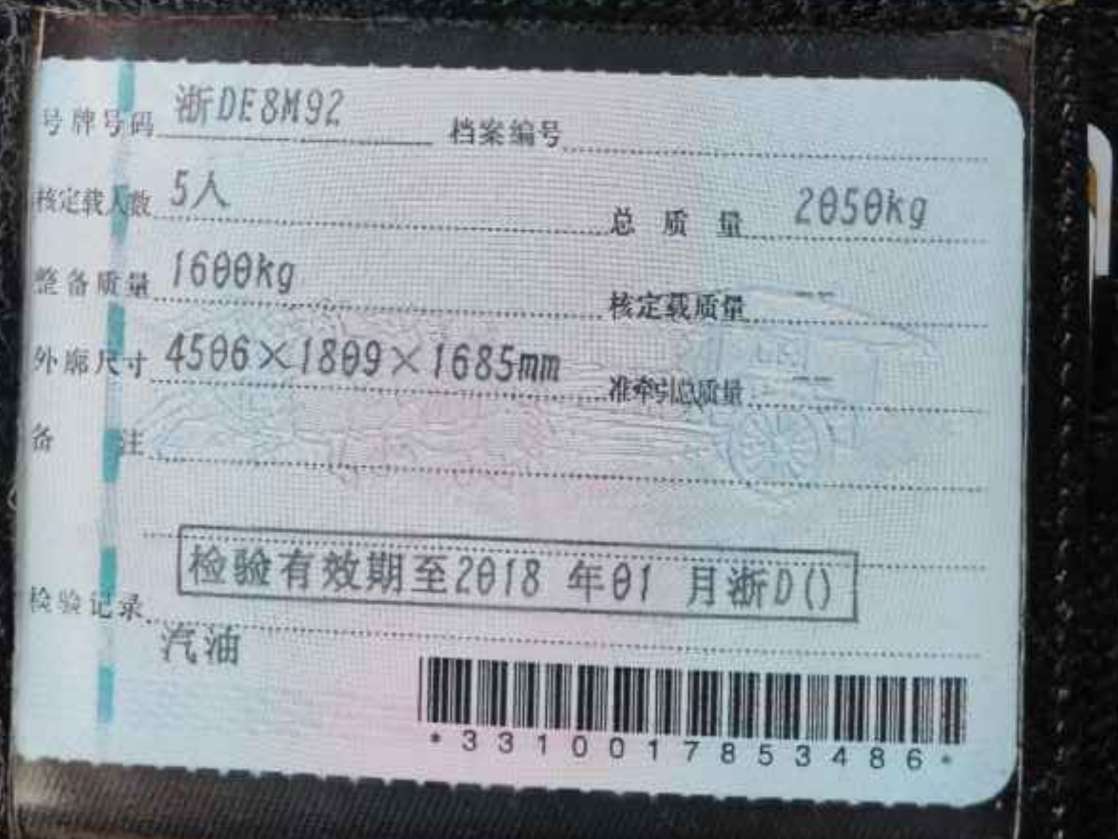 号牌号码 浙DE8M92 档案编号
核定载人数 5人 总质量 2050kg
整备质量 1600kg 核定载质量 --
外廓尺寸 4506×1809×1685mm 准牵引总质量 --
备注
检验有效期至2018 年01 月浙D()
检验记录
汽油
*3310017853486*